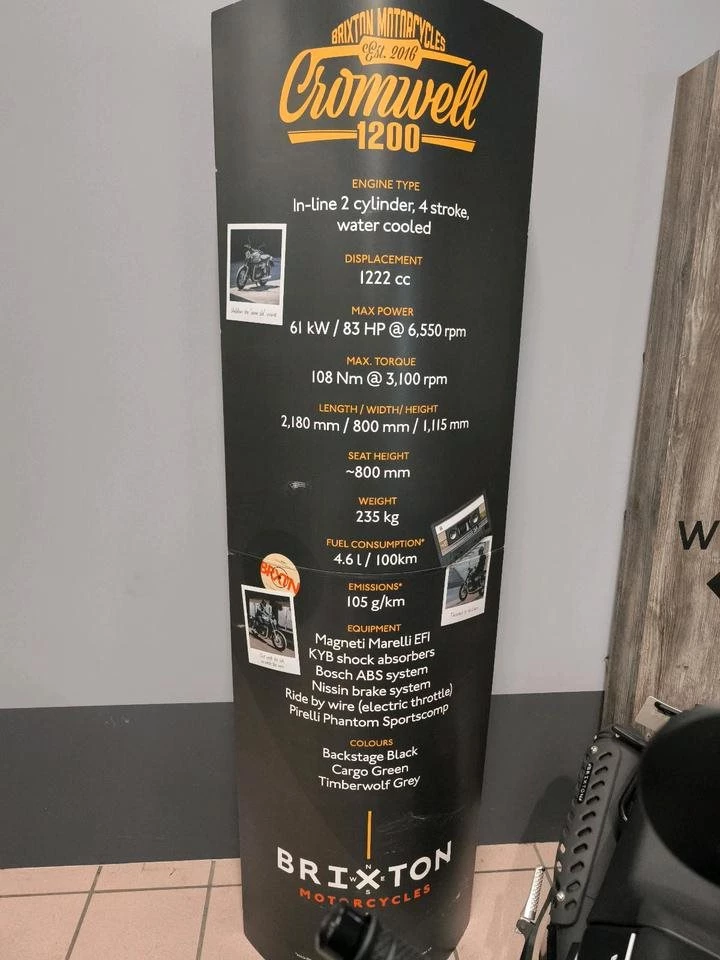 BRIXTON MOTORCYCLES
Est. 2016
Cromwell
1200
ENGINE TYPE
In-line 2 cylinder, 4 stroke,
water cooled
DISPLACEMENT
1222 cc
MAX POWER
61 kW / 83 HP @ 6,550 rpm
MAX. TORQUE
108 Nm @ 3,100 rpm
LENGTH / WIDTH/ HEIGHT
2,180 mm / 800 mm / 1,115 mm
SEAT HEIGHT
~800 mm
WEIGHT
235 kg
FUEL CONSUMPTION*
4.6 l / 100km
EMISSIONS*
105 g/km
EQUIPMENT
Magneti Marelli EFI
KYB shock absorbers
Bosch ABS system
Nissin brake system
Ride by wire (electric throttle)
Pirelli Phantom Sportscomp
COLOURS
Backstage Black
Cargo Green
Timberwolf Grey
BRIXTON
N
W E
S
MOTORCYCLES
BRIXTON
W
BRIXTON